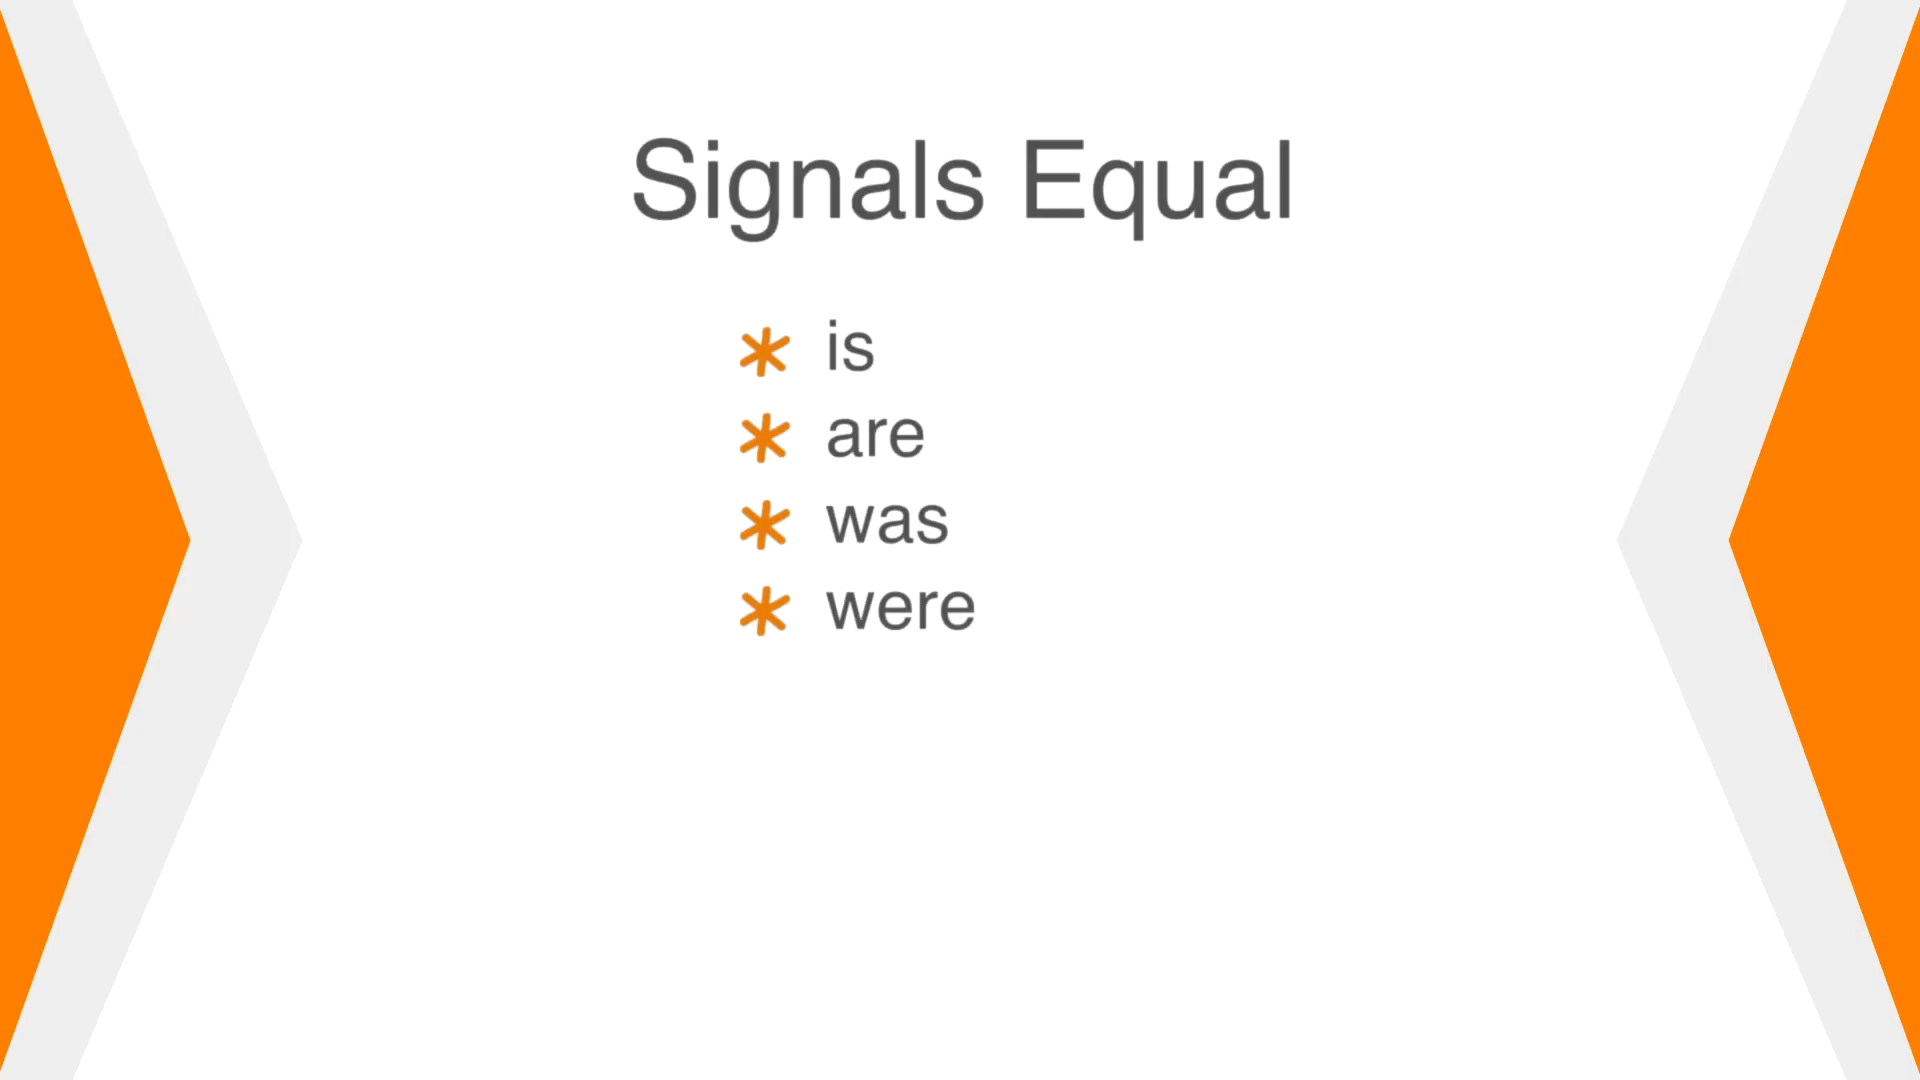 Signals Equal
* is
* are
* was
* were